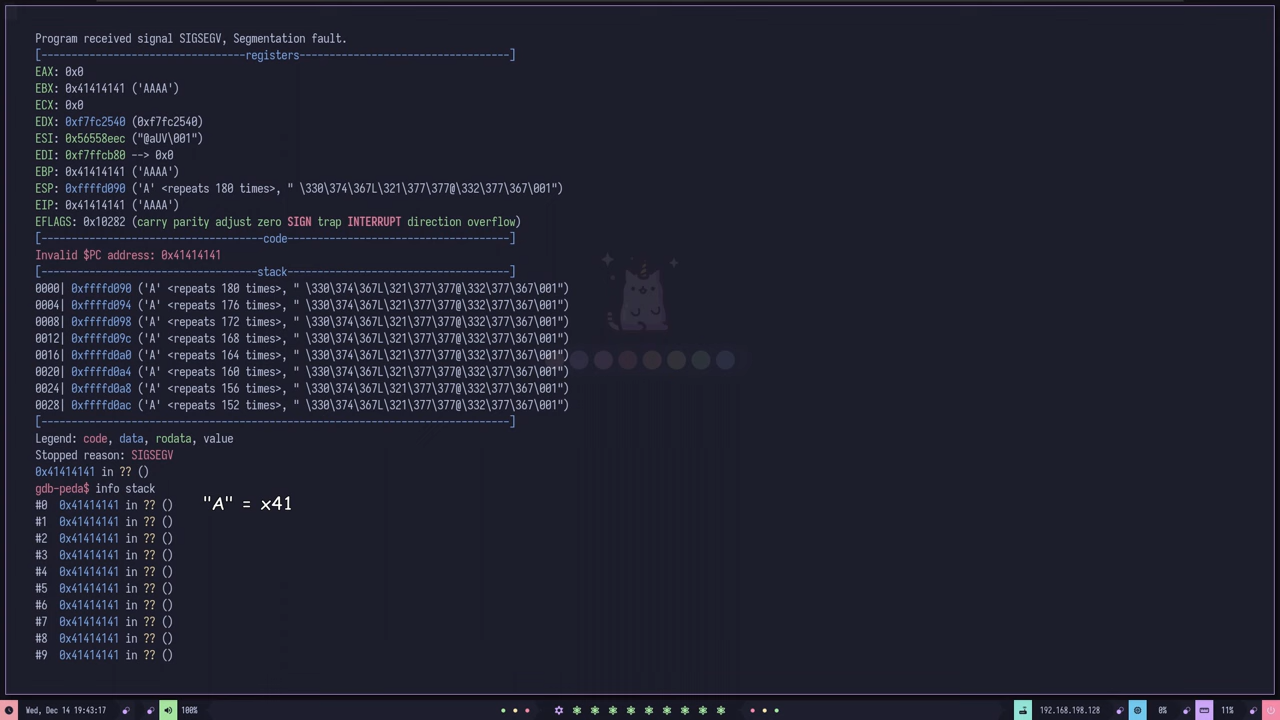 Program received signal SIGSEGV, Segmentation fault.
[----------------------------------registers-----------------------------------]
EAX: 0x0
EBX: 0x41414141 ('AAAA')
ECX: 0x0
EDX: 0xf7fc2540 (0xf7fc2540)
ESI: 0x56558eec ("@aUV\001")
EDI: 0xf7ffcb80 --> 0x0
EBP: 0x41414141 ('AAAA')
ESP: 0xffffd090 ('A' <repeats 180 times>, " \330\374\367L\321\377\377@\332\377\367\001")
EIP: 0x41414141 ('AAAA')
EFLAGS: 0x10282 (carry parity adjust zero SIGN trap INTERRUPT direction overflow)
[-------------------------------------code-------------------------------------]
Invalid $PC address: 0x41414141
[------------------------------------stack-------------------------------------]
0000| 0xffffd090 ('A' <repeats 180 times>, " \330\374\367L\321\377\377@\332\377\367\001")
0004| 0xffffd094 ('A' <repeats 176 times>, " \330\374\367L\321\377\377@\332\377\367\001")
0008| 0xffffd098 ('A' <repeats 172 times>, " \330\374\367L\321\377\377@\332\377\367\001")
0012| 0xffffd09c ('A' <repeats 168 times>, " \330\374\367L\321\377\377@\332\377\367\001")
0016| 0xffffd0a0 ('A' <repeats 164 times>, " \330\374\367L\321\377\377@\332\377\367\001")
0020| 0xffffd0a4 ('A' <repeats 160 times>, " \330\374\367L\321\377\377@\332\377\367\001")
0024| 0xffffd0a8 ('A' <repeats 156 times>, " \330\374\367L\321\377\377@\332\377\367\001")
0028| 0xffffd0ac ('A' <repeats 152 times>, " \330\374\367L\321\377\377@\332\377\367\001")
[------------------------------------------------------------------------------]
Legend: code, data, rodata, value
Stopped reason: SIGSEGV
0x41414141 in ?? ()
gdb-peda$ info stack
#0  0x41414141 in ?? () "A" = x41
#1  0x41414141 in ?? ()
#2  0x41414141 in ?? ()
#3  0x41414141 in ?? ()
#4  0x41414141 in ?? ()
#5  0x41414141 in ?? ()
#6  0x41414141 in ?? ()
#7  0x41414141 in ?? ()
#8  0x41414141 in ?? ()
#9  0x41414141 in ?? ()
Wed, Dec 14 19:43:17 100% 192.168.198.128 0% 11%